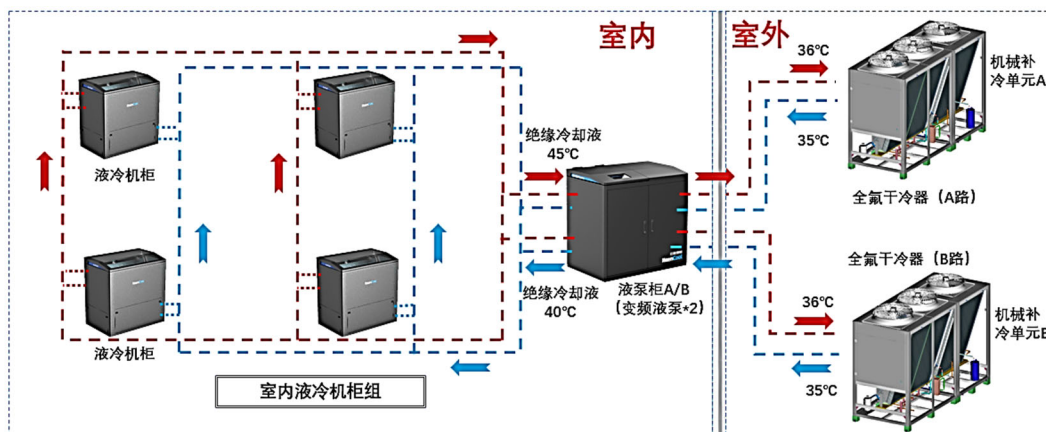 室内
室外
36℃
机械补
冷单元A
35℃
全氟干冷器（A路）
绝缘冷却液
45℃
液冷机柜
全氟干冷器（B路）
绝缘冷却液
40℃
液泵柜A/B
（变频液泵*2）
36℃
机械补
冷单元B
35℃
液冷机柜
室内液冷机柜组